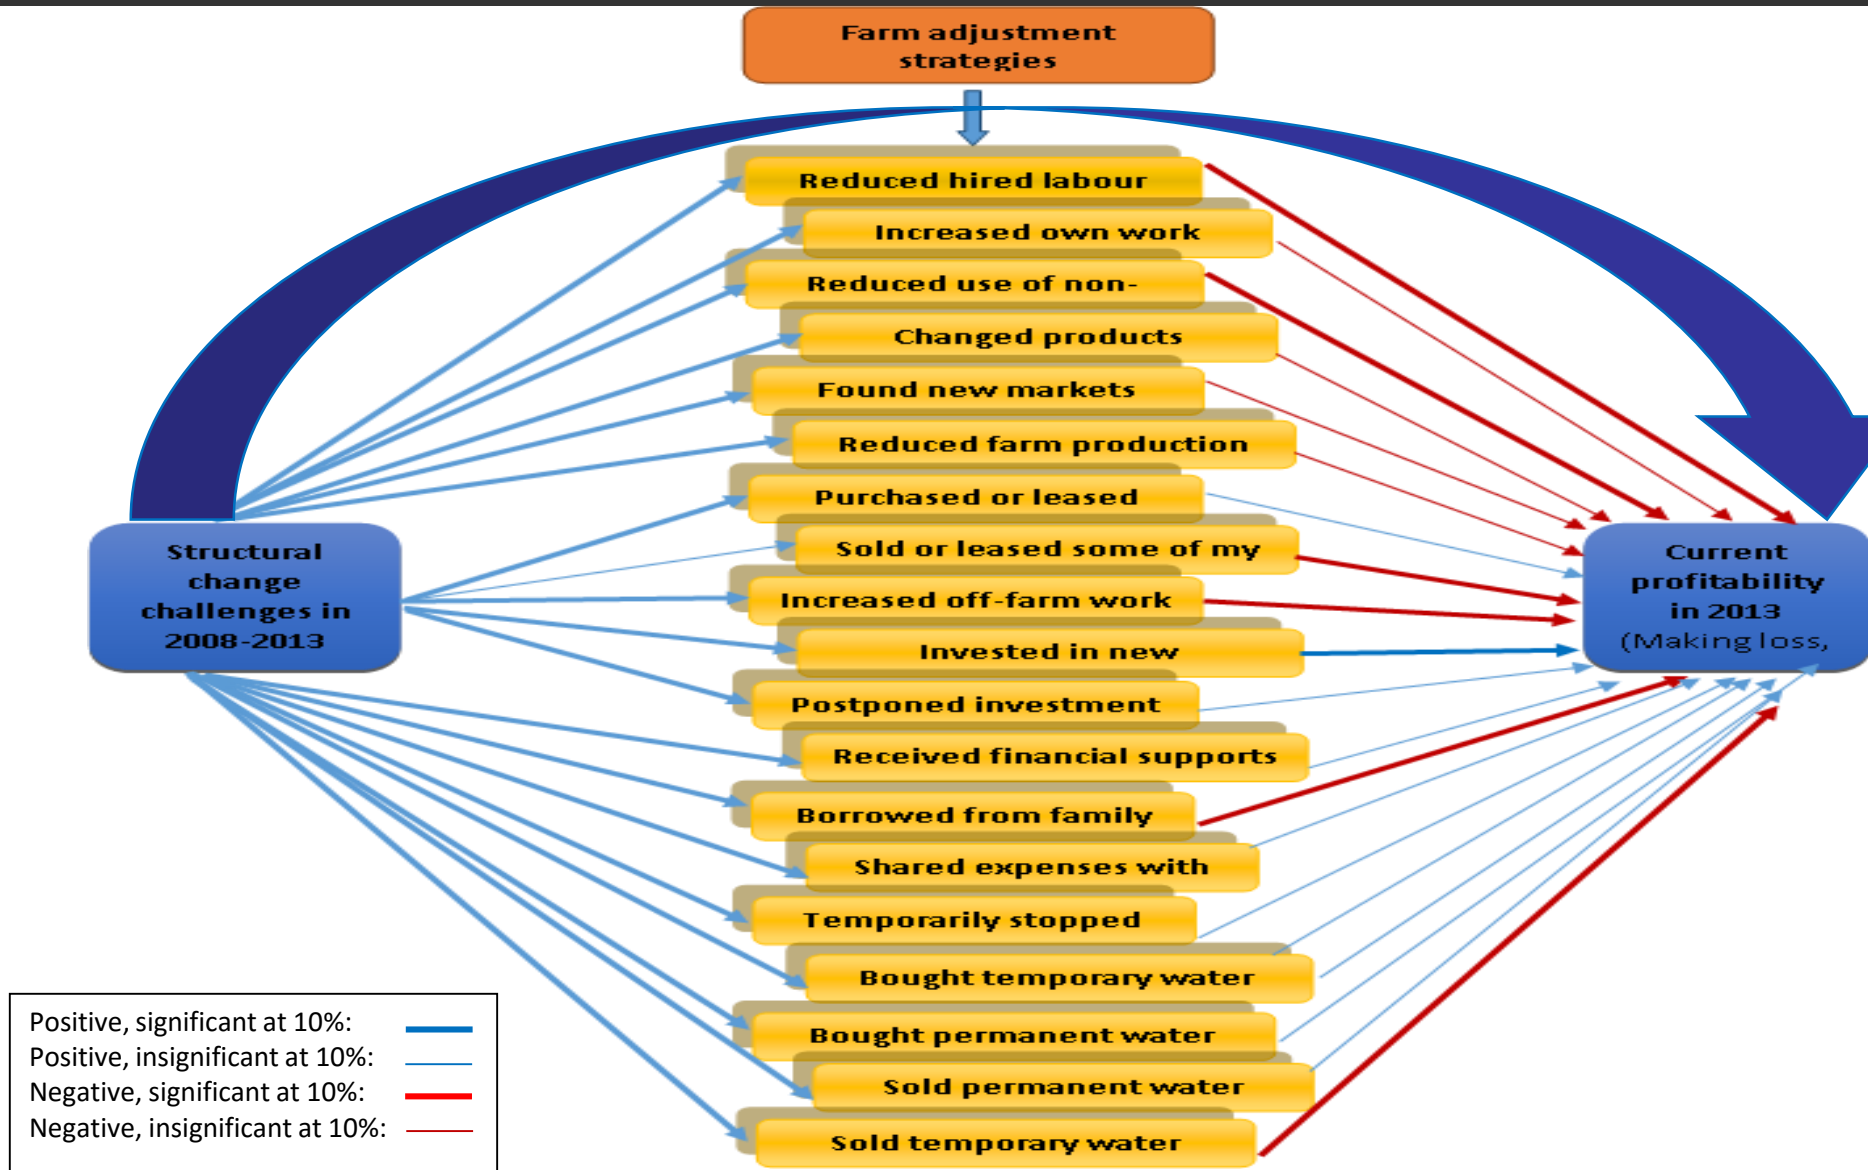 Farm adjustment
strategies
Reduced hired labour
Increased own work
Reduced use of non-
Changed products
Found new markets
Reduced farm production
Purchased or leased
Sold or leased some of my
Increased off-farm work
Invested in new
Postponed investment
Received financial supports
Borrowed from family
Shared expenses with
Temporarily stopped
Bought temporary water
Bought permanent water
Sold permanent water
Sold temporary water
Structural
change
challenges in
2008-2013
Current
profitability
in 2013
(Making loss,
Positive, significant at 10%:
Positive, insignificant at 10%:
Negative, significant at 10%:
Negative, insignificant at 10%: